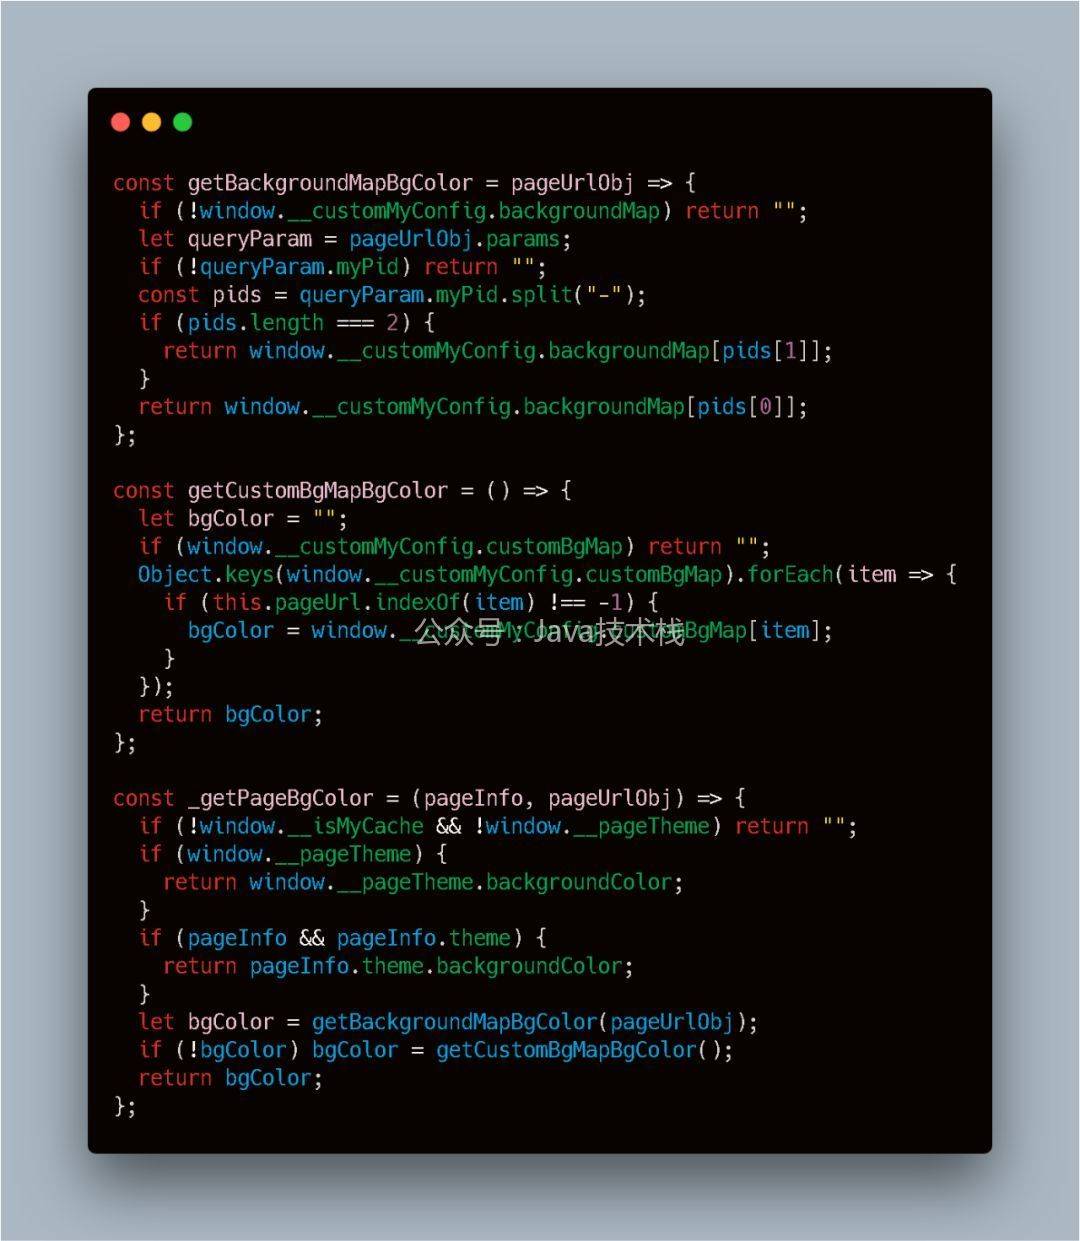 const getBackgroundMapBgColor = pageUrlObj => {
  if (!window.__customMyConfig.backgroundMap) return "";
  let queryParam = pageUrlObj.params;
  if (!queryParam.myPid) return "";
  const pids = queryParam.myPid.split("-");
  if (pids.length === 2) {
    return window.__customMyConfig.backgroundMap[pids[1]];
  }
  return window.__customMyConfig.backgroundMap[pids[0]];
};

const getCustomBgMapBgColor = () => {
  let bgColor = "";
  if (window.__customMyConfig.customBgMap) return "";
  Object.keys(window.__customMyConfig.customBgMap).forEach(item => {
    if (this.pageUrl.indexOf(item) !== -1) {
      bgColor = window.__customMyConfig.customBgMap[item];
    }
  });
  return bgColor;
};

const _getPageBgColor = (pageInfo, pageUrlObj) => {
  if (!window.__isMyCache && !window.__pageTheme) return "";
  if (window.__pageTheme) {
    return window.__pageTheme.backgroundColor;
  }
  if (pageInfo && pageInfo.theme) {
    return pageInfo.theme.backgroundColor;
  }
  let bgColor = getBackgroundMapBgColor(pageUrlObj);
  if (!bgColor) bgColor = getCustomBgMapBgColor();
  return bgColor;
};
公众号：Java技术栈